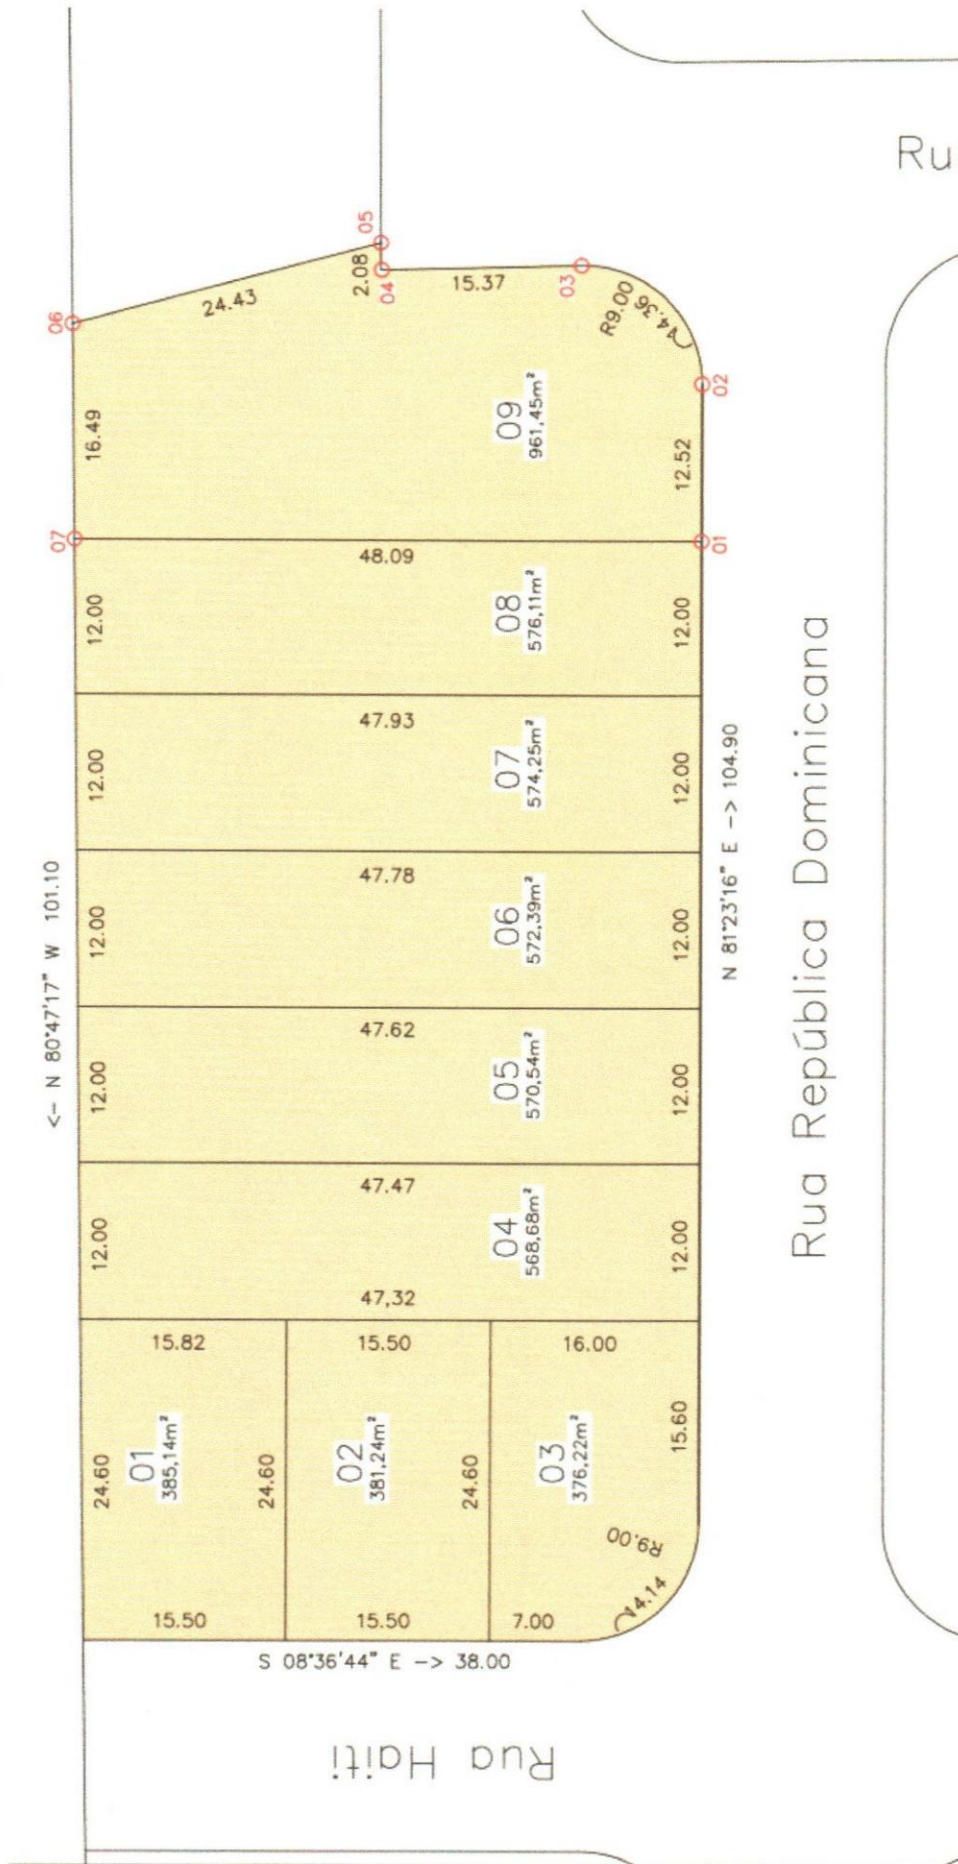 Ru
06
05
24.43
2.08
04
15.37
03
R9.00
14.36
16.49
09
961,45m²
12.52
02
07
01
48.09
12.00
08
576,11m²
12.00
47.93
12.00
07
574,25m²
12.00
47.78
12.00
06
572,39m²
12.00
47.62
12.00
05
570,54m²
12.00
47.47
12.00
04
568,68m²
12.00
47,32
<- N 80°47'17" W 101.10
N 81°23'16" E -> 104.90
Rua República Dominicana
15.82
15.50
16.00
24.60
01
385,14m²
24.60
02
381,24m²
24.60
03
376,22m²
15.60
R9.00
14.14
15.50
15.50
7.00
S 08°36'44" E -> 38.00
Rua Haiti